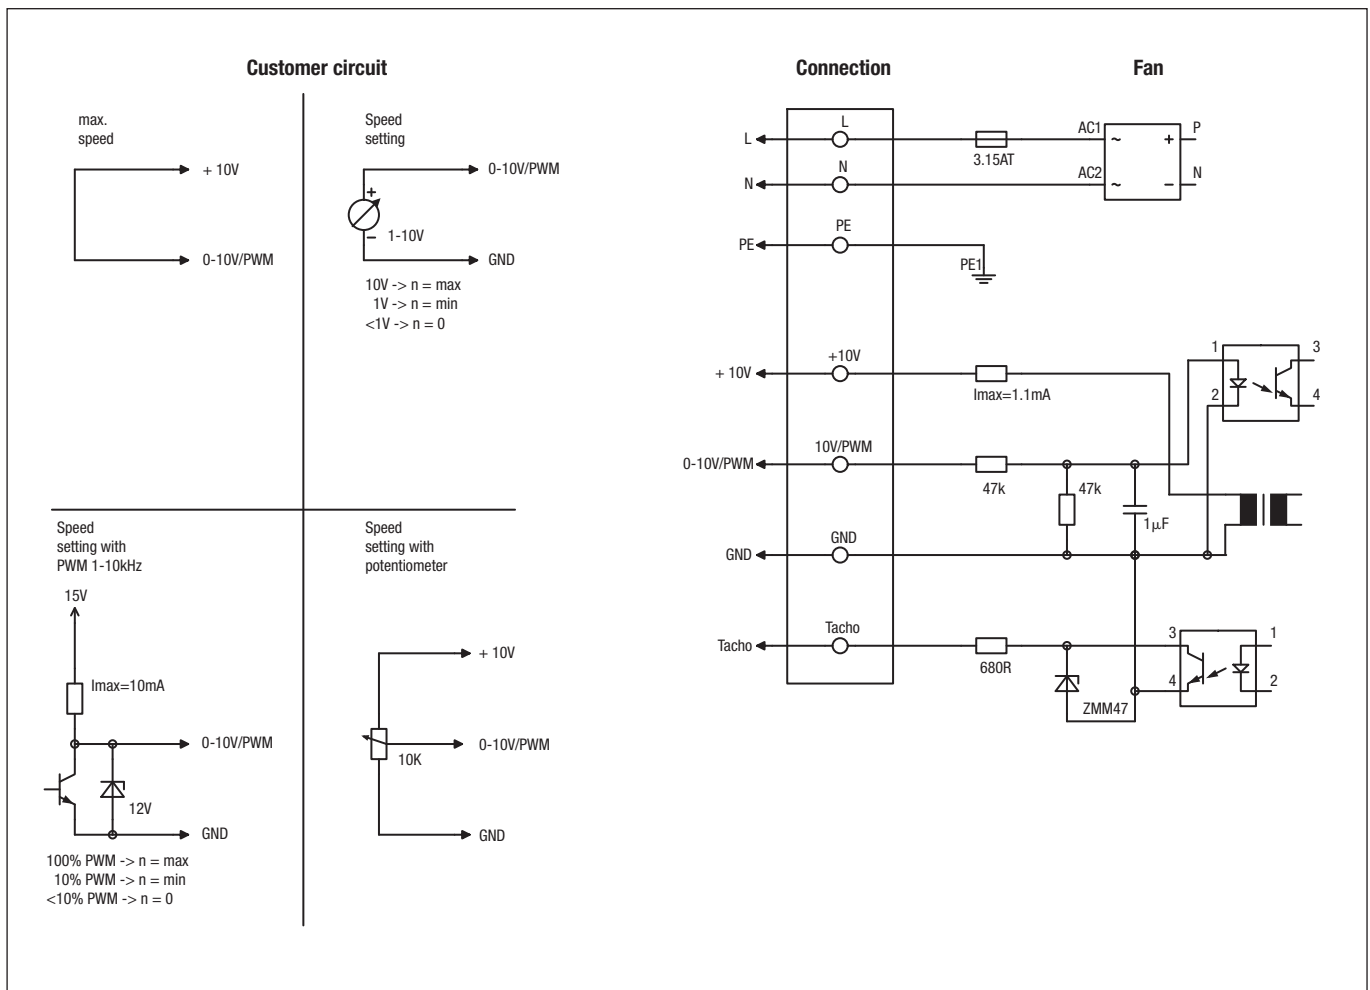 Customer circuit
max.
speed
+ 10V
0-10V/PWM
Speed
setting
0-10V/PWM
+
–
1-10V
GND
10V -> n = max
1V -> n = min
<1V -> n = 0
Speed
setting with
PWM 1-10kHz
15V
Imax=10mA
0-10V/PWM
12V
GND
100% PWM -> n = max
10% PWM -> n = min
<10% PWM -> n = 0
Speed
setting with
potentiometer
+ 10V
0-10V/PWM
10K
GND
Connection
Fan
L
L
3.15AT
AC1
~
+
P
N
N
AC2
~
–
N
PE
PE
PE1
+ 10V
+10V
Imax=1.1mA
1
2
3
4
0-10V/PWM
10V/PWM
47k
47k
1µF
GND
GND
Tacho
Tacho
680R
ZMM47
3
4
1
2